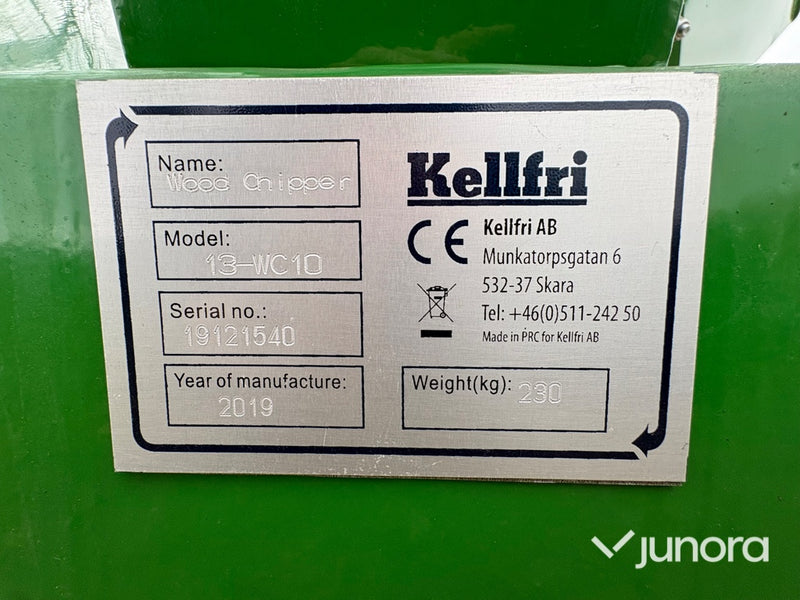 Name:
Wood Chipper
Model:
13-WC10
Serial no.:
19121540
Year of manufacture:
2019
Kellfri
CE
Kellfri AB
Munkatorpsgatan 6
532-37 Skara
Tel: +46(0)511-242 50
Made in PRC for Kellfri AB
Weight(kg): 230
junora